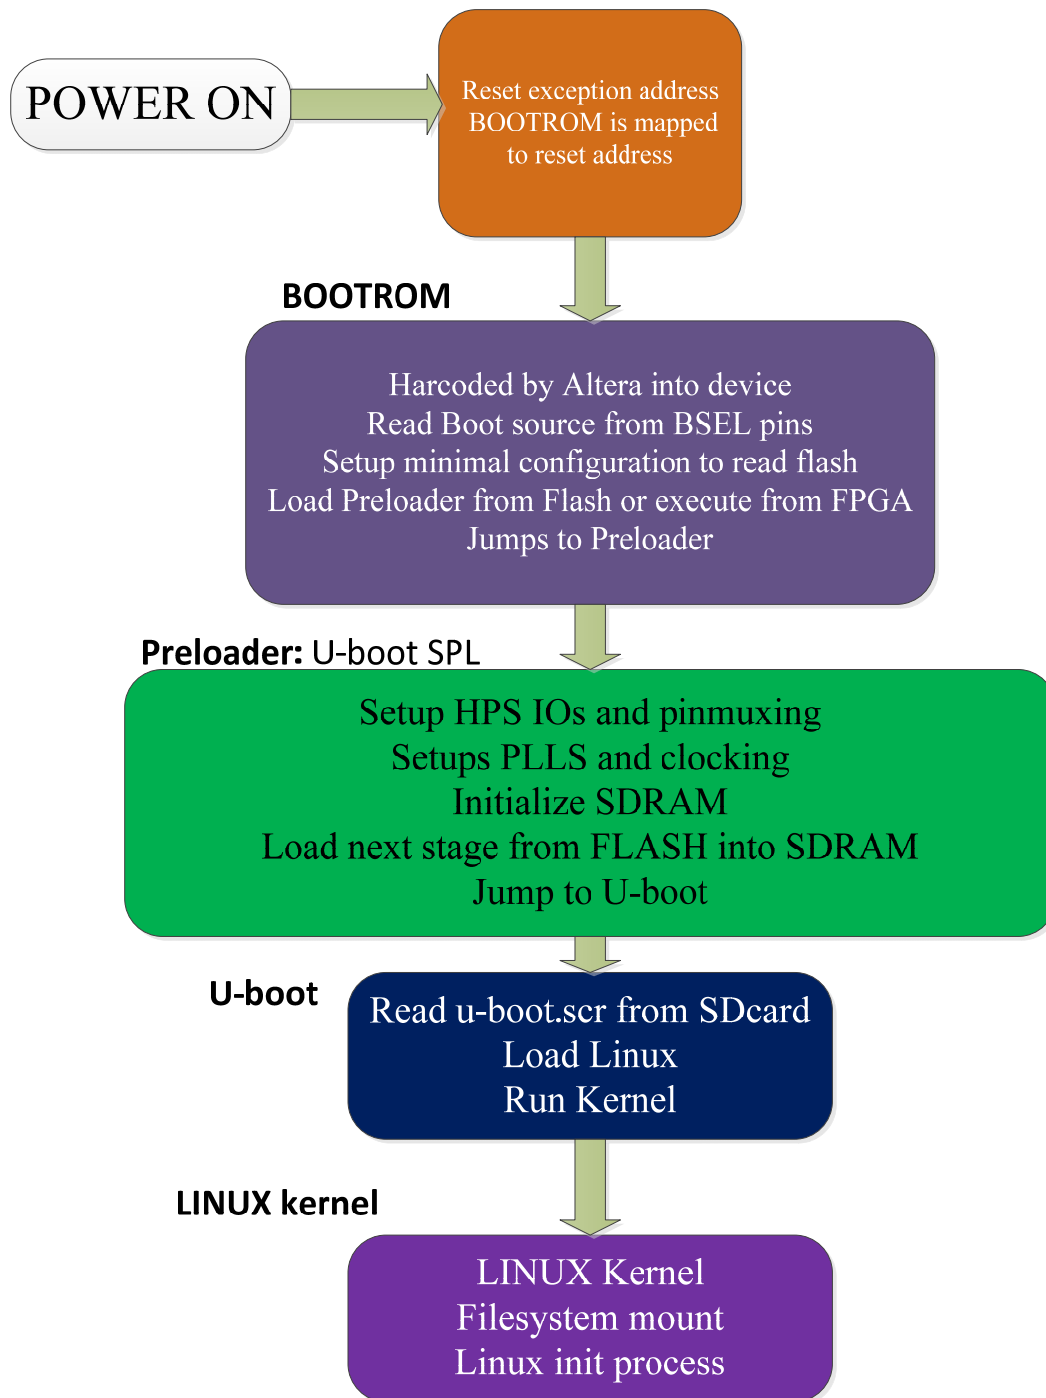 POWER ON
Reset exception address
BOOTROM is mapped
to reset address
BOOTROM
Harcoded by Altera into device
Read Boot source from BSEL pins
Setup minimal configuration to read flash
Load Preloader from Flash or execute from FPGA
Jumps to Preloader
Preloader: U-boot SPL
Setup HPS IOs and pinmuxing
Setups PLLS and clocking
Initialize SDRAM
Load next stage from FLASH into SDRAM
Jump to U-boot
U-boot
Read u-boot.scr from SDcard
Load Linux
Run Kernel
LINUX kernel
LINUX Kernel
Filesystem mount
Linux init process